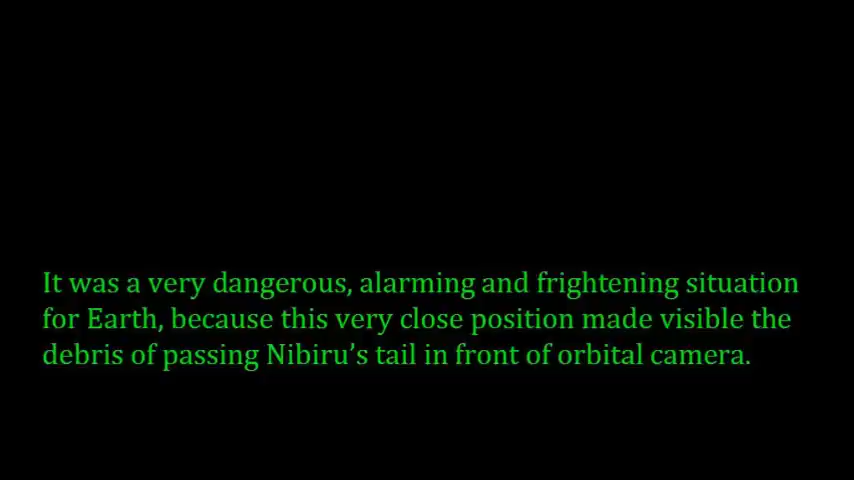 It was a very dangerous, alarming and frightening situation
for Earth, because this very close position made visible the
debris of passing Nibiru’s tail in front of orbital camera.